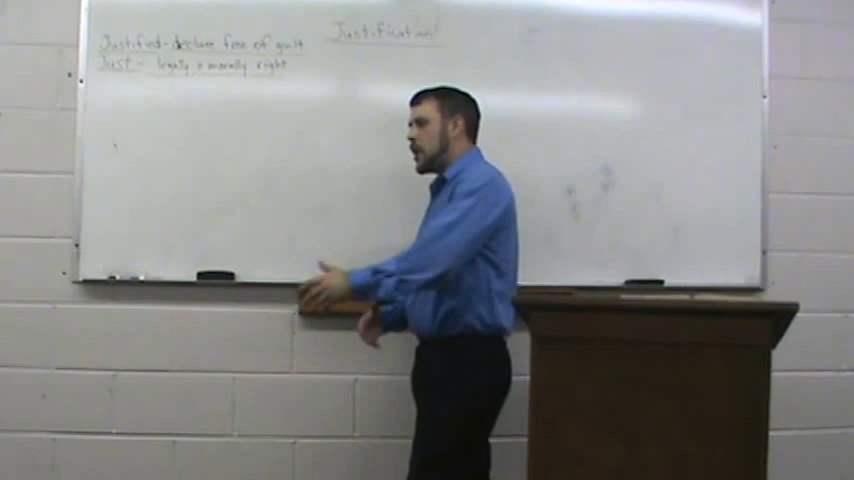 Justification!
Justified - declare free of guilt
Just - legally & morally right